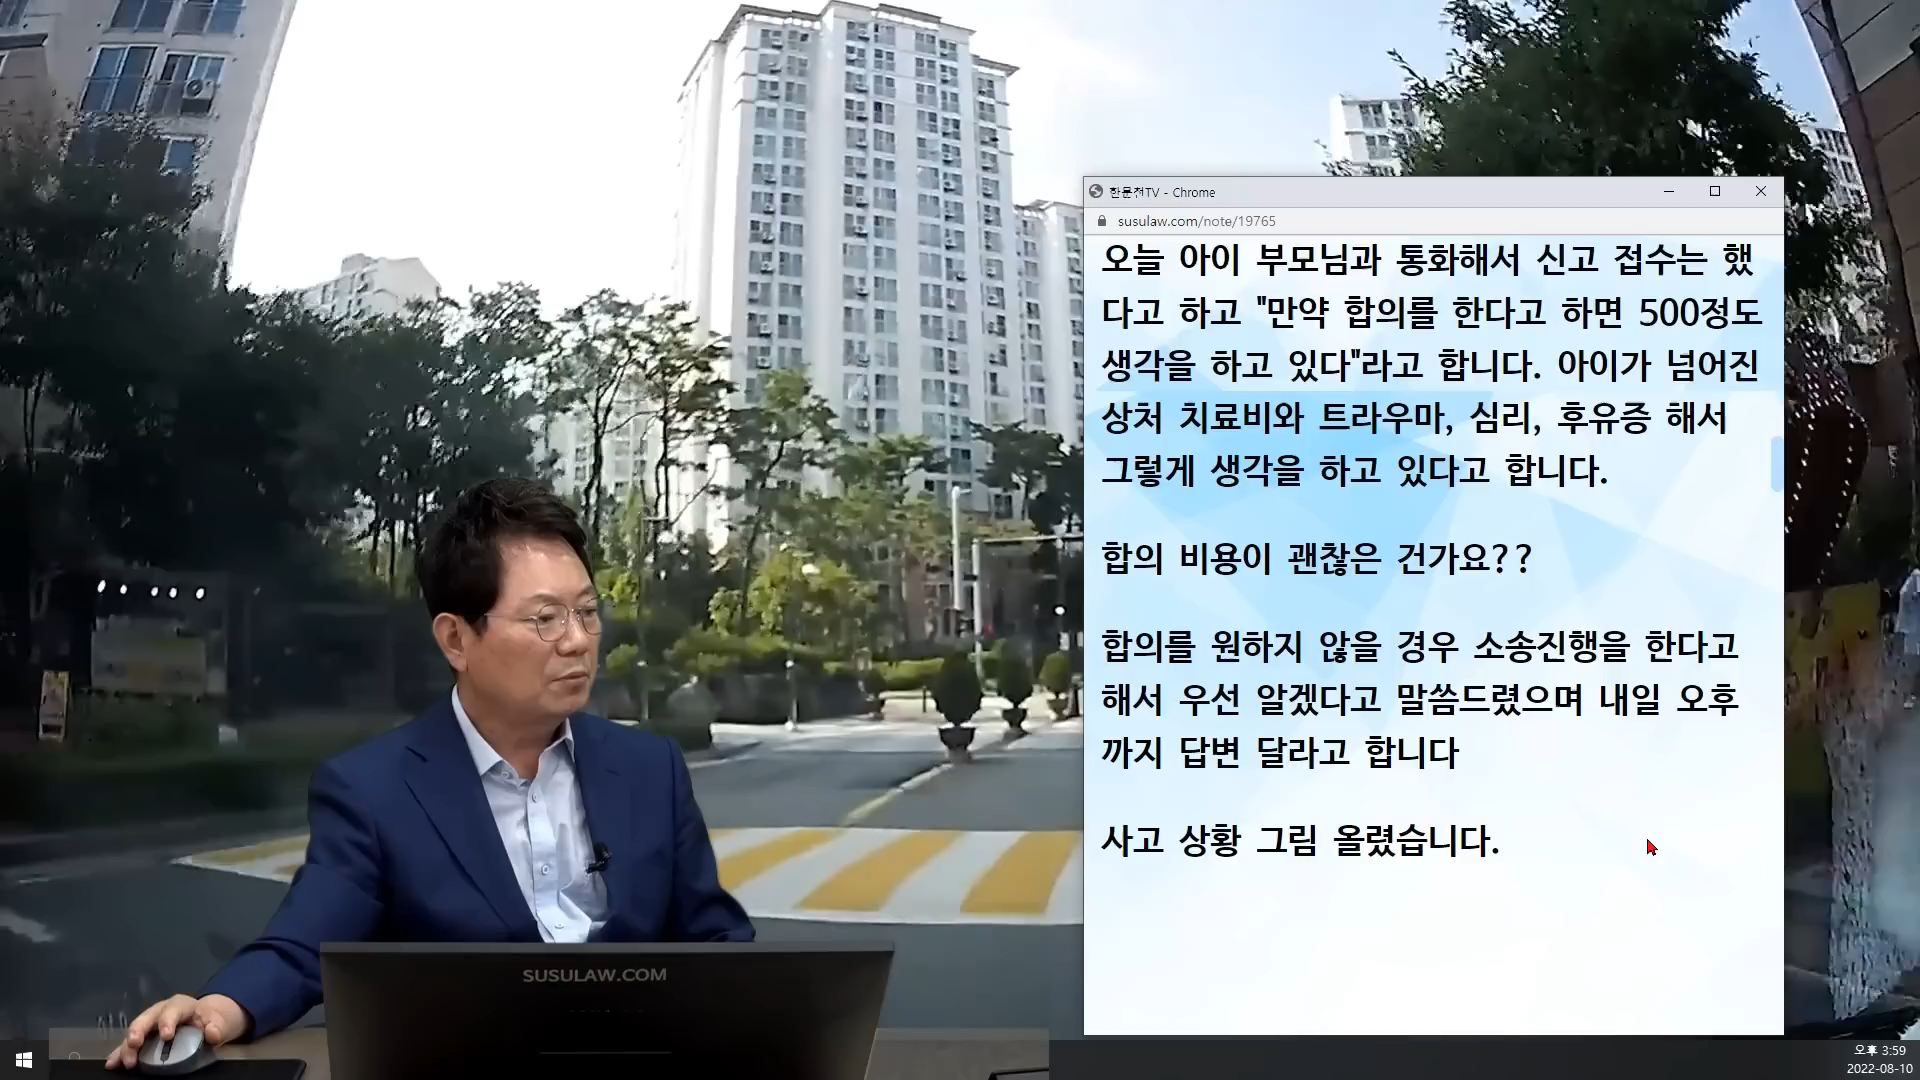 한문철TV - Chrome
susulaw.com/note/19765
오늘 아이 부모님과 통화해서 신고 접수는 했
다고 하고 "만약 합의를 한다고 하면 500정도
생각을 하고 있다"라고 합니다. 아이가 넘어진
상처 치료비와 트라우마, 심리, 후유증 해서
그렇게 생각을 하고 있다고 합니다.
합의 비용이 괜찮은 건가요??
합의를 원하지 않을 경우 소송진행을 한다고
해서 우선 알겠다고 말씀드렸으며 내일 오후
까지 답변 달라고 합니다
사고 상황 그림 올렸습니다.
SUSULAW.COM
오후 3:59
2022-08-10